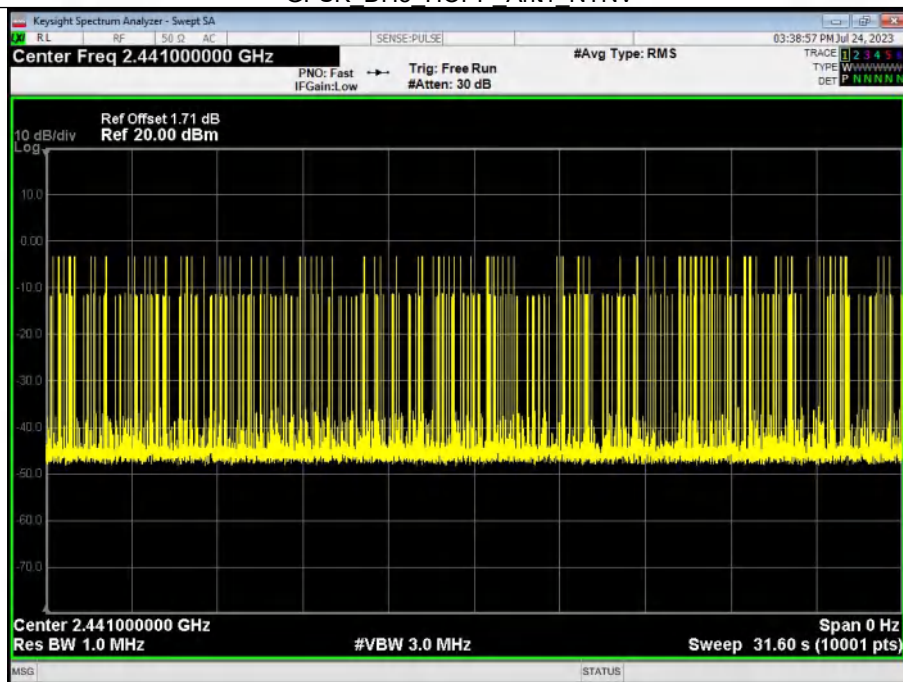 GFSK_DH5_HOPP_Ant1_NTNV
Keysight Spectrum Analyzer - Swept SA
RL RF 50 Ω AC SENSE:PULSE 03:38:57 PM Jul 24, 2023
Center Freq 2.441000000 GHz #Avg Type: RMS TRACE 1 2 3 4 5 6
PNO: Fast Trig: Free Run TYPE WWWWWW
IFGain:Low #Atten: 30 dB DET P N N N N N
Ref Offset 1.71 dB
10 dB/div Ref 20.00 dBm
Log
10.0
0.00
-10.0
-20.0
-30.0
-40.0
-50.0
-60.0
-70.0
Center 2.441000000 GHz Span 0 Hz
Res BW 1.0 MHz #VBW 3.0 MHz Sweep 31.60 s (10001 pts)
MSG STATUS